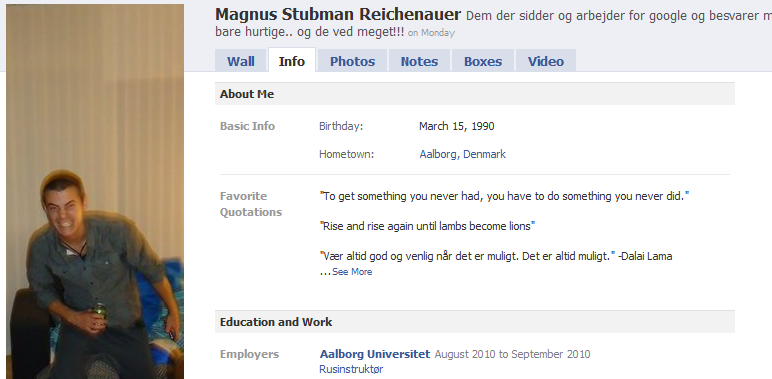 Magnus Stubman Reichenauer Dem der sidder og arbejder for google og besvarer
bare hurtige.. og de ved meget!!! on Monday
Wall Info Photos Notes Boxes Video
About Me
Basic Info Birthday: March 15, 1990
Hometown: Aalborg, Denmark
Favorite Quotations "To get something you never had, you have to do something you never did."
"Rise and rise again until lambs become lions"
"Vær altid god og venlig når det er muligt. Det er altid muligt." -Dalai Lama
...See More
Education and Work
Employers Aalborg Universitet August 2010 to September 2010
Rusinstruktør